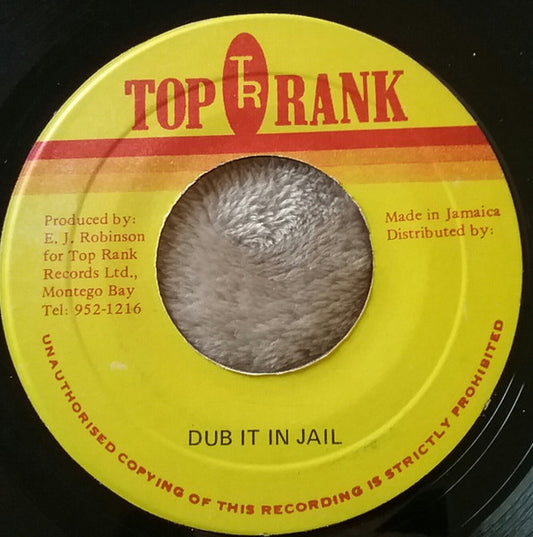 TOP TR RANK
Produced by:
E. J. Robinson
for Top Rank
Records Ltd.,
Montego Bay
Tel: 952-1216
Made in Jamaica
Distributed by:
DUB IT IN JAIL
UNAUTHORISED COPYING OF THIS RECORDING IS STRICTLY PROHIBITED